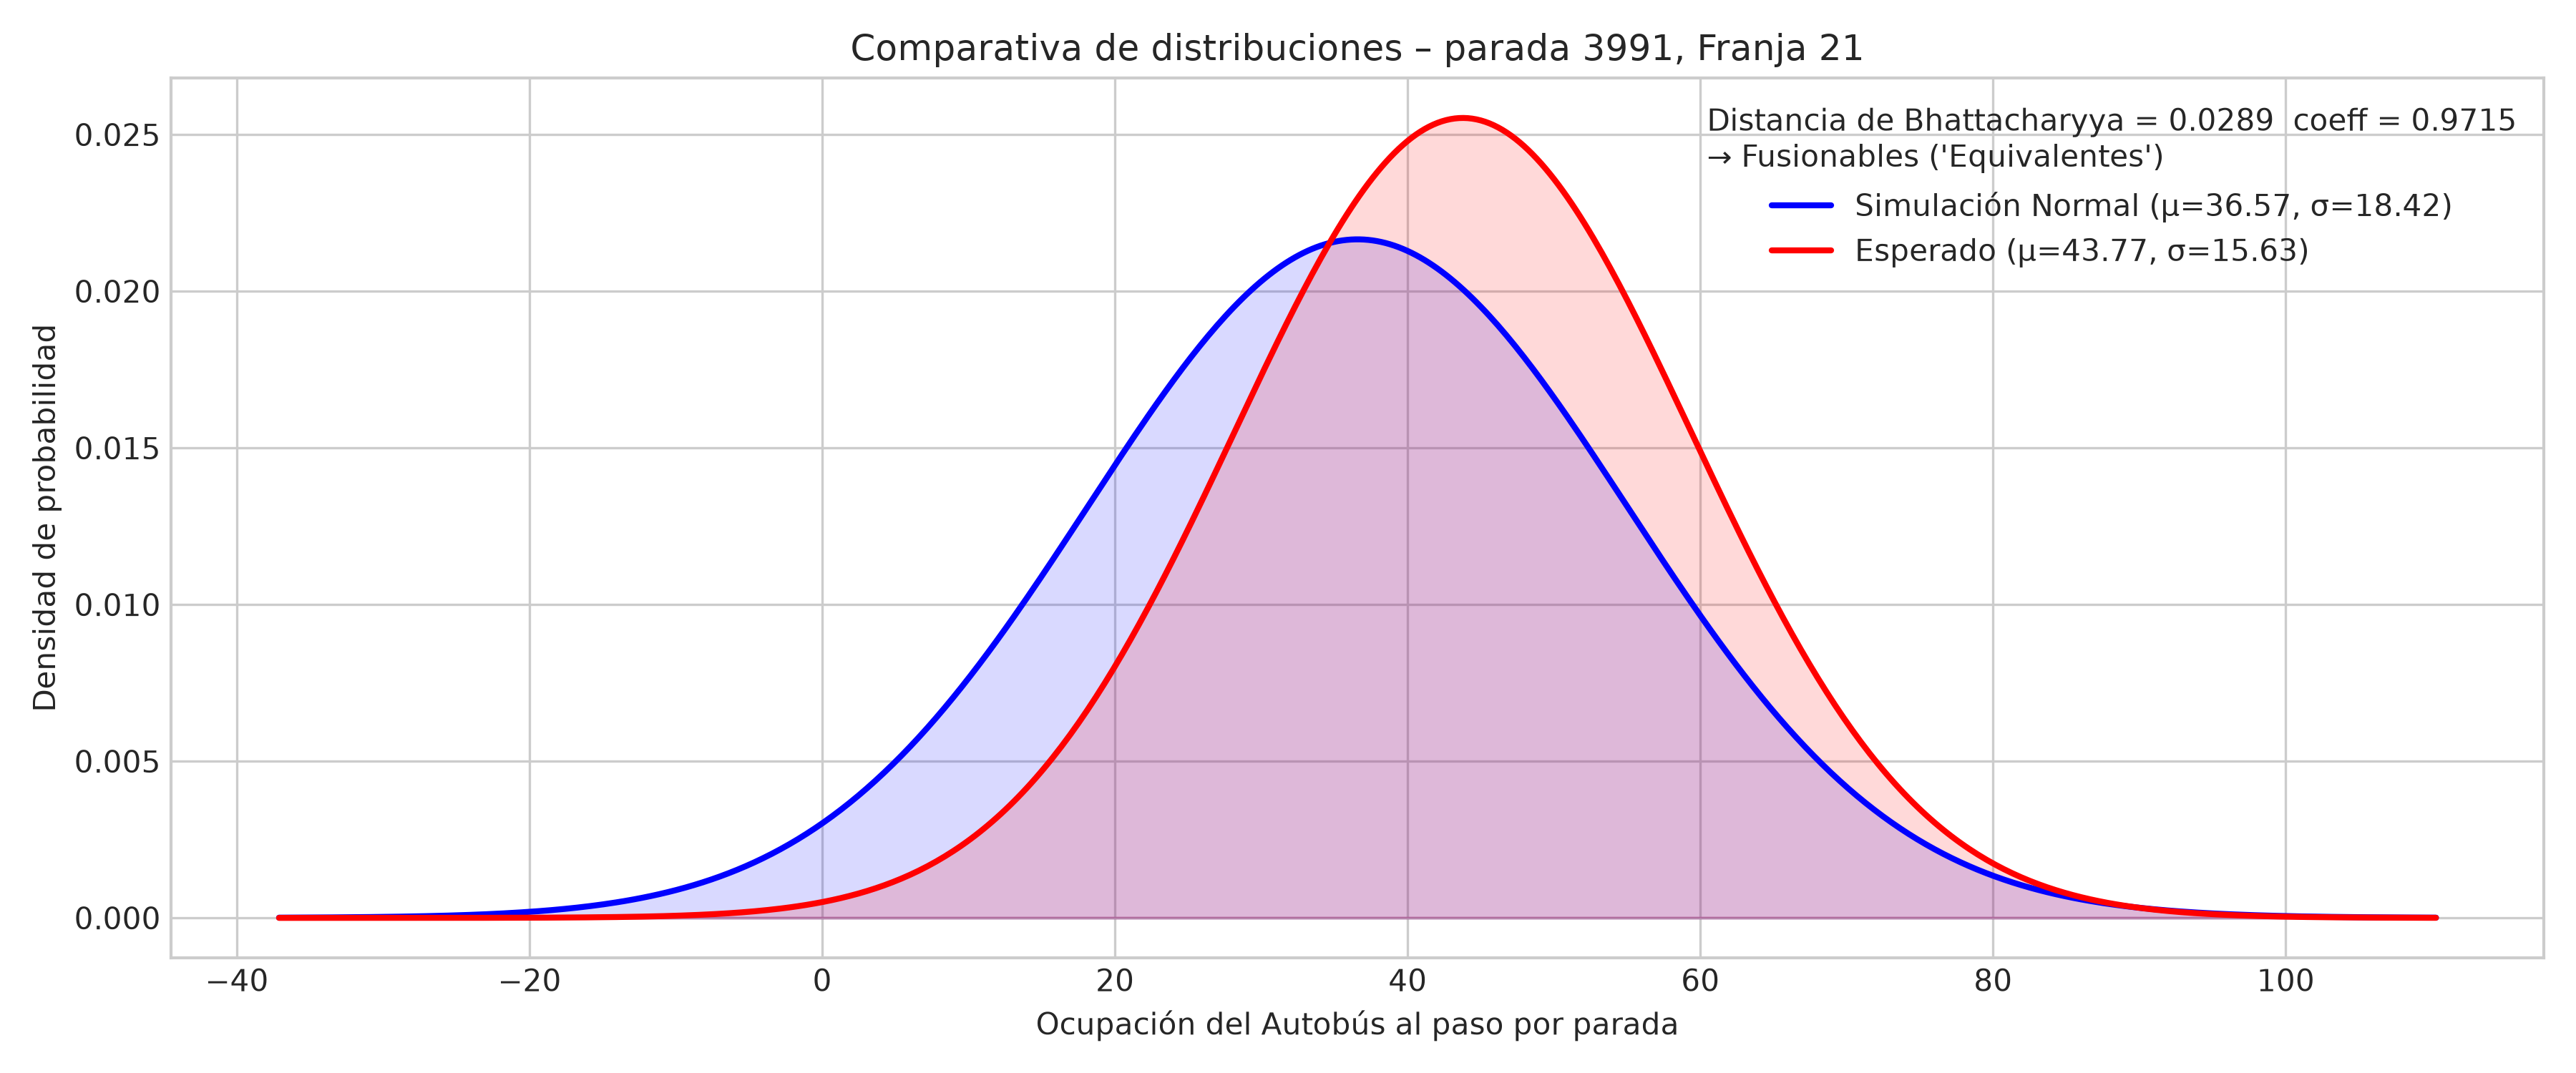 Comparativa de distribuciones – parada 3991, Franja 21
Distancia de Bhattacharyya = 0.0289  coeff = 0.9715
→ Fusionables ('Equivalentes')
Simulación Normal (μ=36.57, σ=18.42)
Esperado (μ=43.77, σ=15.63)
Densidad de probabilidad
0.025
0.020
0.015
0.010
0.005
0.000
−40
−20
0
20
40
60
80
100
Ocupación del Autobús al paso por parada